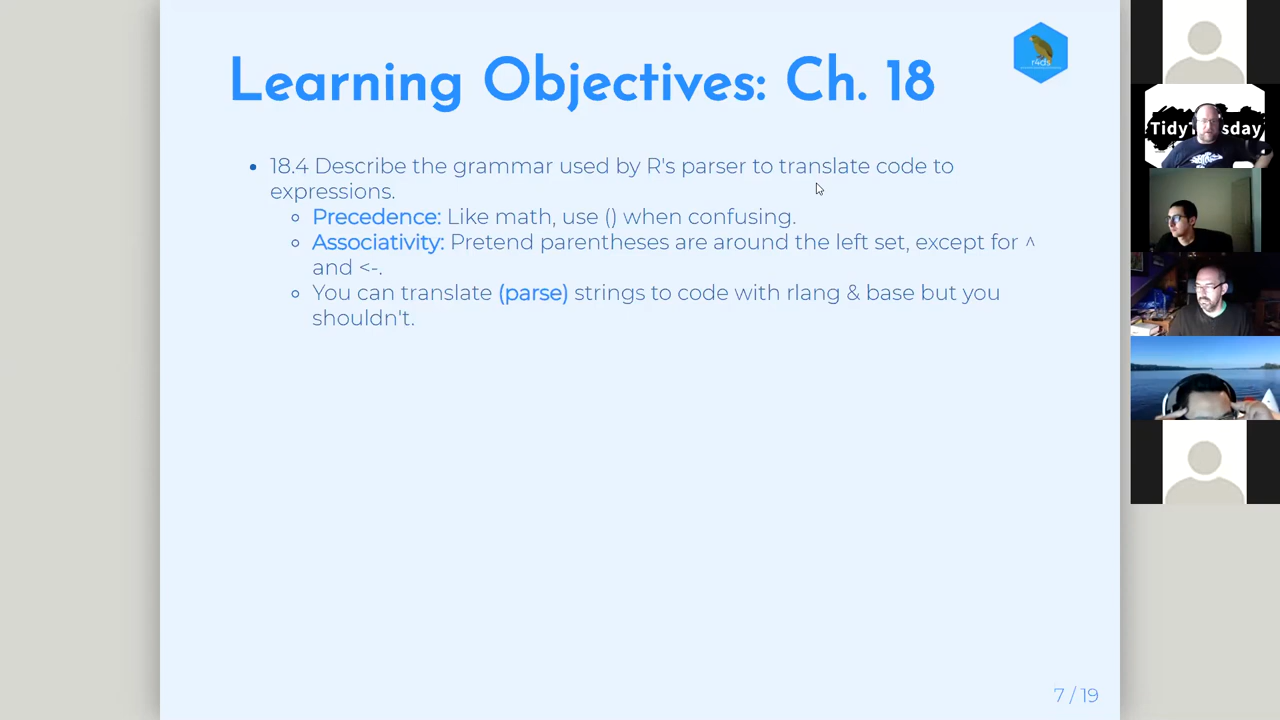 Learning Objectives: Ch. 18
r4ds
18.4 Describe the grammar used by R's parser to translate code to
expressions.
Precedence: Like math, use () when confusing.
Associativity: Pretend parentheses are around the left set, except for ^
and <-.
You can translate (parse) strings to code with rlang & base but you
shouldn't.
7 / 19